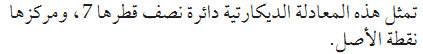 تمثل هذه المعادلة الديكارتية دائرة نصف قطرها 7، ومركزها
نقطة الأصل.